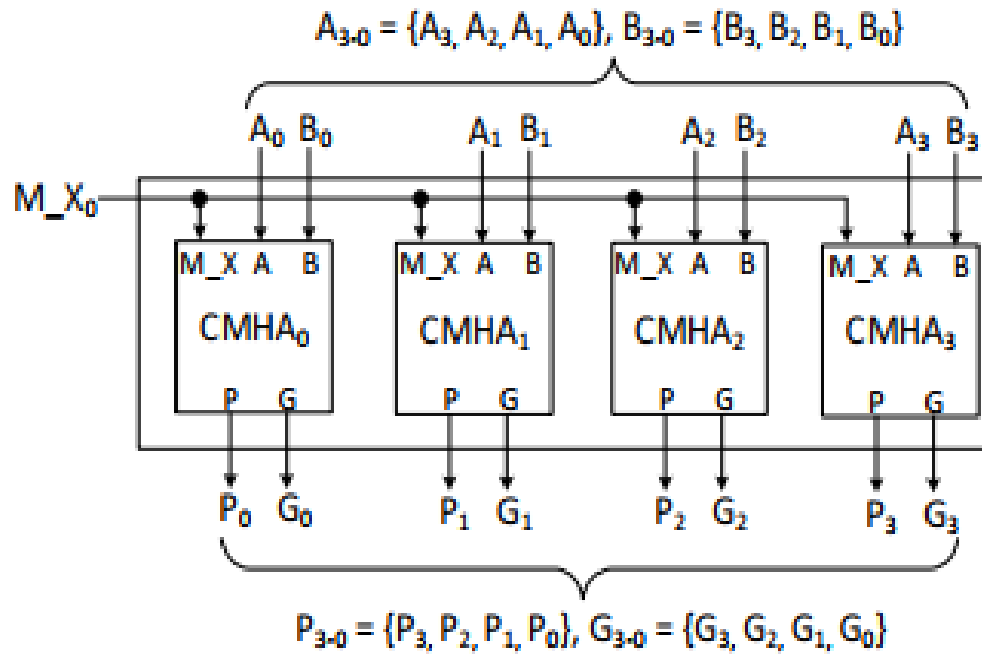 A₃₋₀ = {A₃, A₂, A₁, A₀}, B₃₋₀ = {B₃, B₂, B₁, B₀}
A₀ B₀ A₁ B₁ A₂ B₂ A₃ B₃
M_X₀
M_X A B M_X A B M_X A B M_X A B
CMHA₀ CMHA₁ CMHA₂ CMHA₃
P G P G P G P G
P₀ G₀ P₁ G₁ P₂ G₂ P₃ G₃
P₃₋₀ = {P₃, P₂, P₁, P₀}, G₃₋₀ = {G₃, G₂, G₁, G₀}